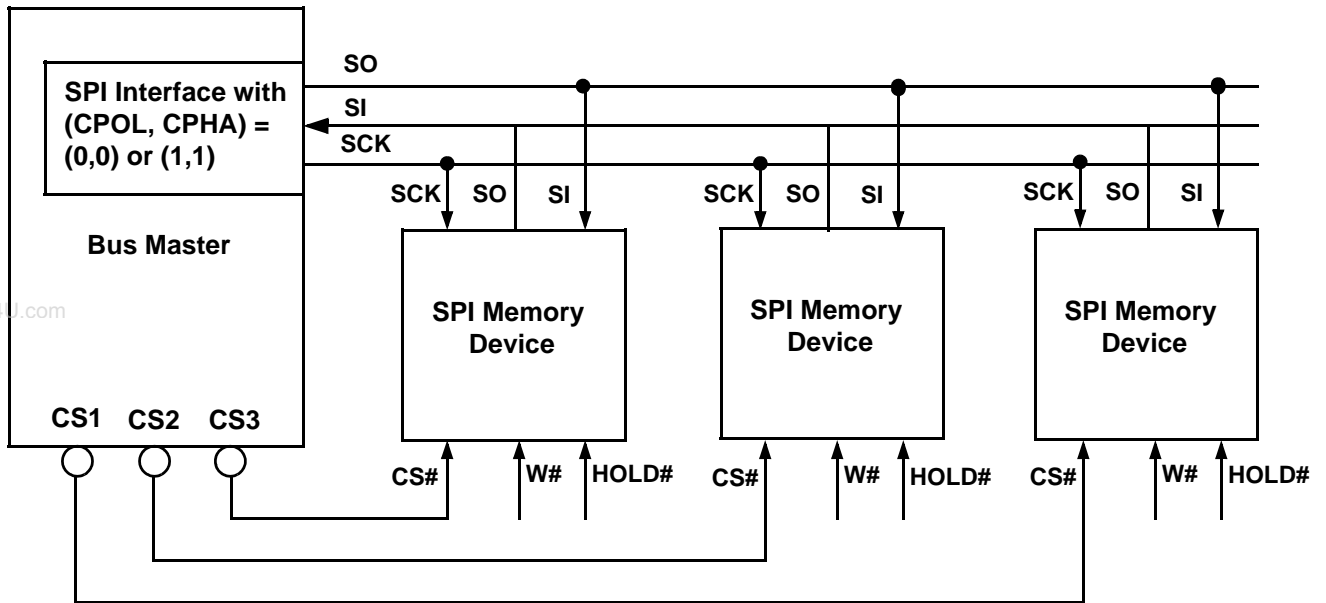 SO
SPI Interface with
(CPOL, CPHA) =
(0,0) or (1,1)
SI
SCK
SCK SO SI
SCK SO SI
SCK SO SI
Bus Master
SPI Memory
Device
SPI Memory
Device
SPI Memory
Device
U.com
CS1 CS2 CS3
CS# W# HOLD#
CS# W# HOLD#
CS# W# HOLD#